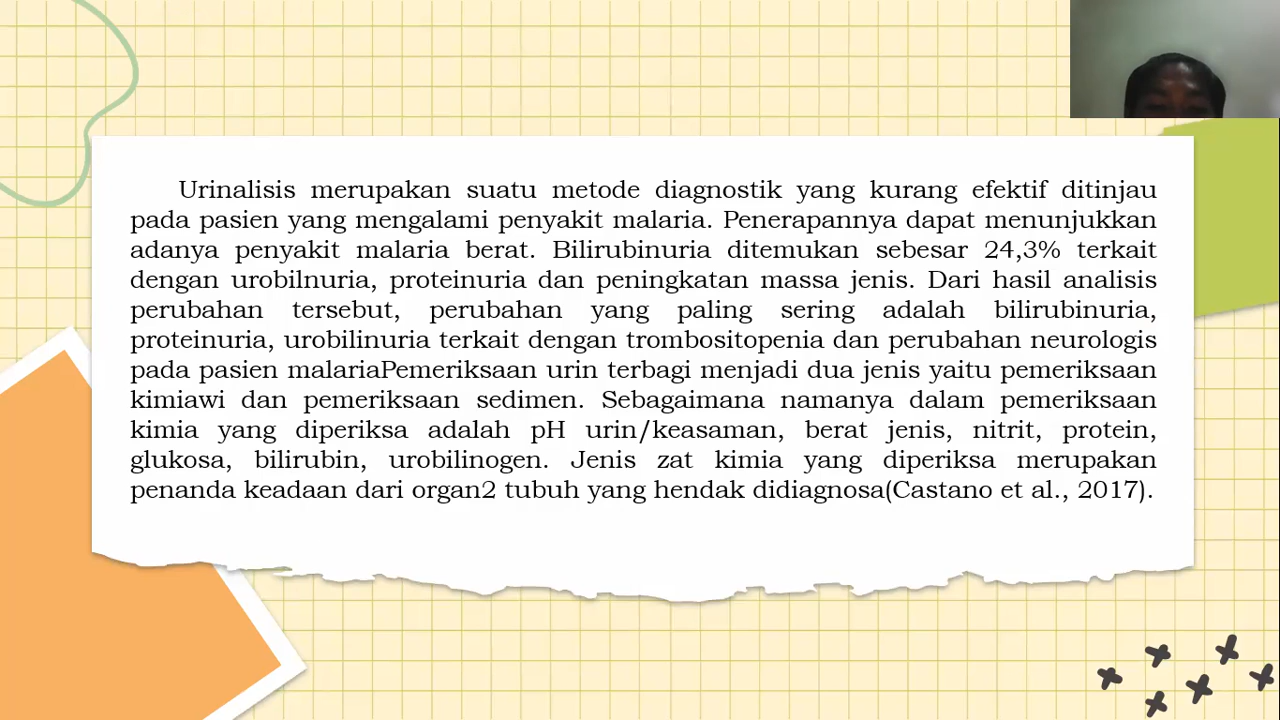 Urinalisis merupakan suatu metode diagnostik yang kurang efektif ditinjau
pada pasien yang mengalami penyakit malaria. Penerapannya dapat menunjukkan
adanya penyakit malaria berat. Bilirubinuria ditemukan sebesar 24,3% terkait
dengan urobilnuria, proteinuria dan peningkatan massa jenis. Dari hasil analisis
perubahan tersebut, perubahan yang paling sering adalah bilirubinuria,
proteinuria, urobilinuria terkait dengan trombositopenia dan perubahan neurologis
pada pasien malariaPemeriksaan urin terbagi menjadi dua jenis yaitu pemeriksaan
kimiawi dan pemeriksaan sedimen. Sebagaimana namanya dalam pemeriksaan
kimia yang diperiksa adalah pH urin/keasaman, berat jenis, nitrit, protein,
glukosa, bilirubin, urobilinogen. Jenis zat kimia yang diperiksa merupakan
penanda keadaan dari organ2 tubuh yang hendak didiagnosa(Castano et al., 2017).